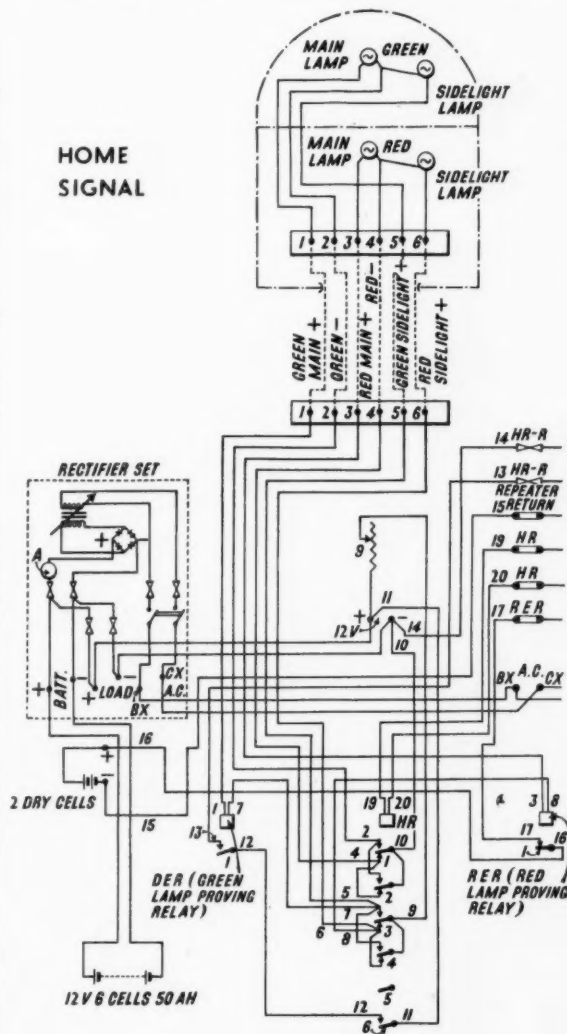 MAIN LAMP
GREEN
SIDELIGHT LAMP
HOME SIGNAL
MAIN LAMP
RED
SIDELIGHT LAMP
1 2 3 4 5 6
GREEN MAIN +
GREEN -
RED MAIN +
RED -
GREEN SIDELIGHT +
RED SIDELIGHT +
1 2 3 4 5 6
14 HR-R
13 HR-R
RECTIFIER SET
REPEATER
15 RETURN
19 HR
20 HR
17 RER
9
A
+
+ 11 -
12V 14
10
BATT.
+ - + LOAD -
CX
A.C.
BX
BX A.C. CX
16
+
-
2 DRY CELLS
15
1 7
19 20
HR
3 8
13
12
1
2 10
4 1
17 16
1
DER (GREEN LAMP PROVING RELAY)
5 2
7 9
6 3
8
4
RER (RED LAMP PROVING RELAY)
5
12 11
6
12V 6 CELLS 50 AH